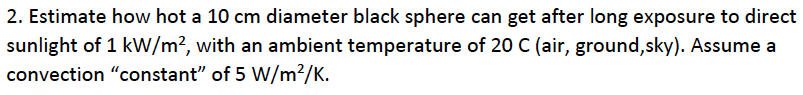 2. Estimate how hot a 10 cm diameter black sphere can get after long exposure to direct
sunlight of 1 kW/m², with an ambient temperature of 20 C (air, ground,sky). Assume a
convection “constant” of 5 W/m²/K.